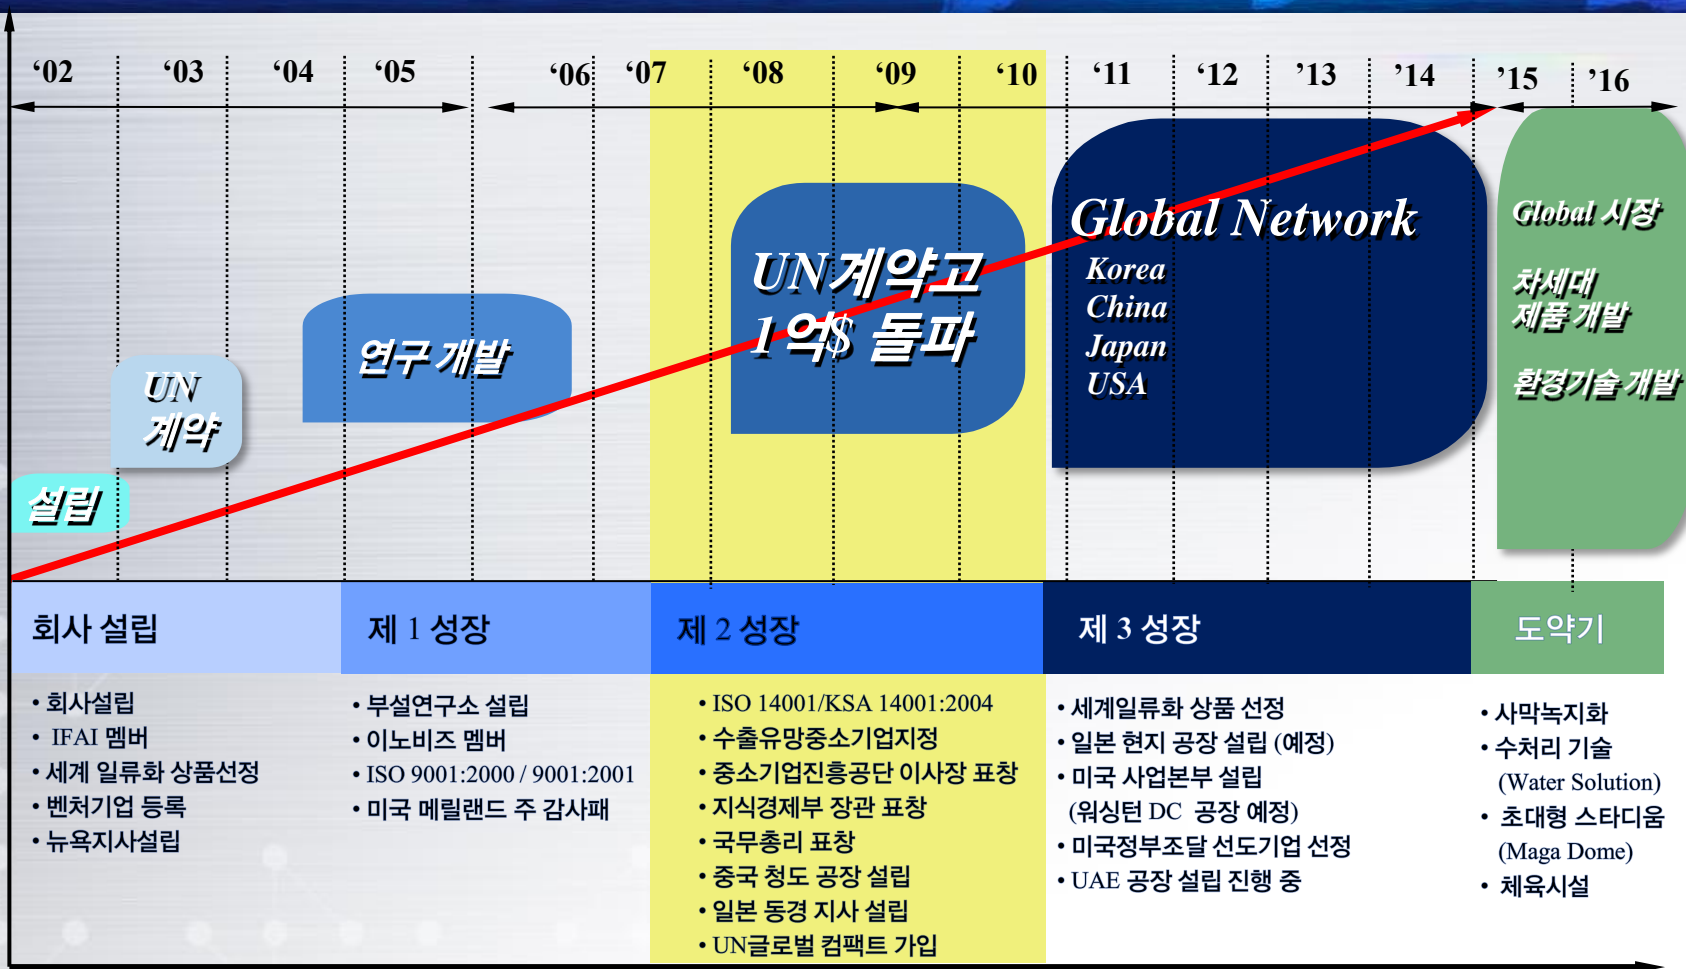 ‘02 ‘03 ‘04 ‘05 ‘06 ‘07 ‘08 ‘09 ‘10 ‘11 ‘12 ’13 ’14 ’15 ’16
설립
UN
계약
연구 개발
UN계약고
1억$ 돌파
Global Network
Korea
China
Japan
USA
Global 시장
차세대
제품 개발
환경기술 개발
회사 설립
• 회사설립
• IFAI 멤버
• 세계 일류화 상품선정
• 벤처기업 등록
• 뉴욕지사설립
제 1 성장
• 부설연구소 설립
• 이노비즈 멤버
• ISO 9001:2000 / 9001:2001
• 미국 메릴랜드 주 감사패
제 2 성장
• ISO 14001/KSA 14001:2004
• 수출유망중소기업지정
• 중소기업진흥공단 이사장 표창
• 지식경제부 장관 표창
• 국무총리 표창
• 중국 청도 공장 설립
• 일본 동경 지사 설립
• UN글로벌 컴팩트 가입
제 3 성장
• 세계일류화 상품 선정
• 일본 현지 공장 설립 (예정)
• 미국 사업본부 설립
(워싱턴 DC 공장 예정)
• 미국정부조달 선도기업 선정
• UAE 공장 설립 진행 중
도약기
• 사막녹지화
• 수처리 기술
(Water Solution)
• 초대형 스타디움
(Maga Dome)
• 체육시설